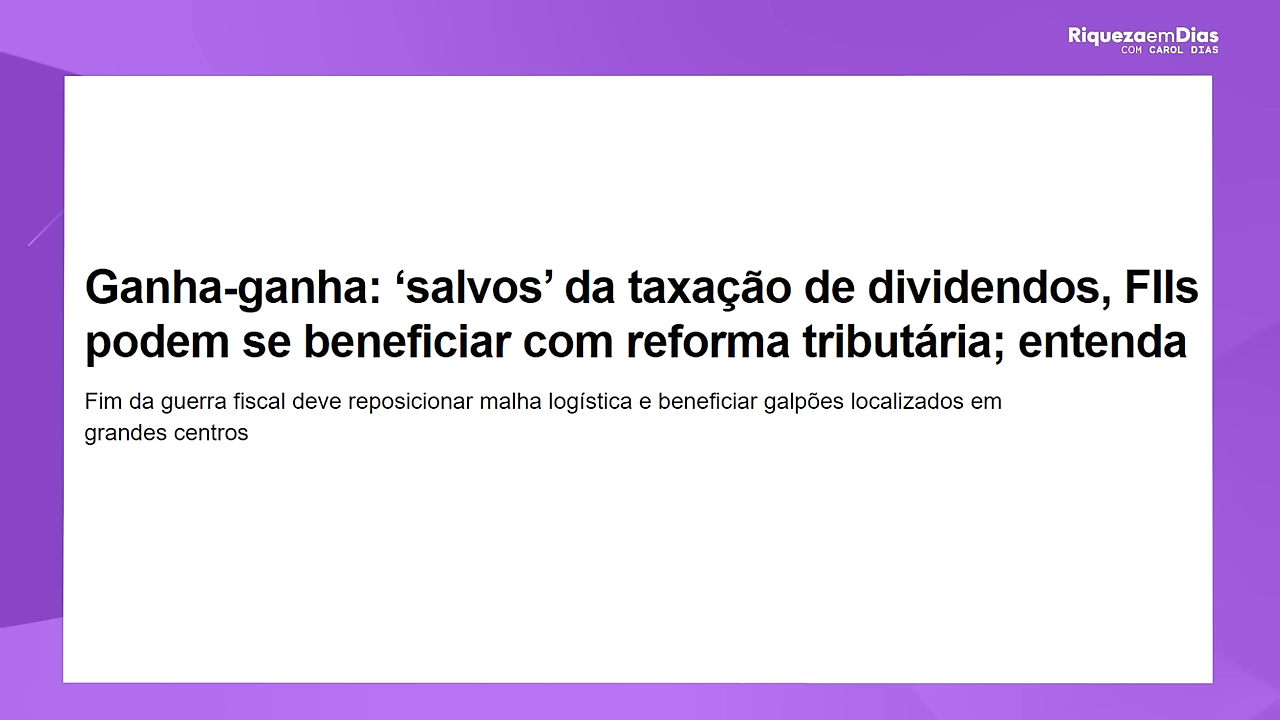 RiquezaemDias
COM CAROL DIAS
Ganha-ganha: ‘salvos’ da taxação de dividendos, FIIs
podem se beneficiar com reforma tributária; entenda
Fim da guerra fiscal deve reposicionar malha logística e beneficiar galpões localizados em
grandes centros